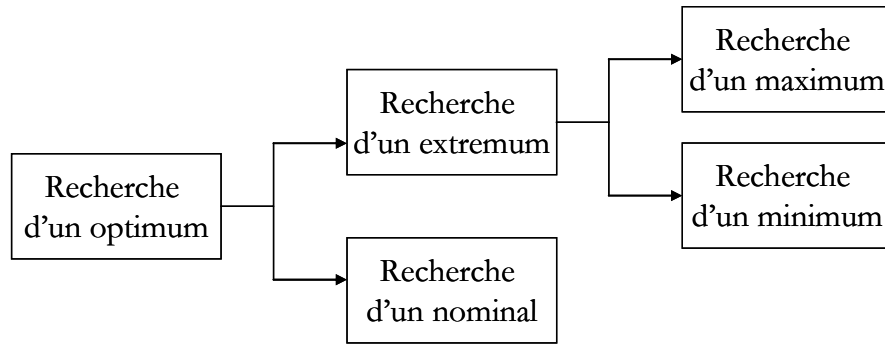 Recherche
d'un optimum
Recherche
d'un extremum
Recherche
d'un nominal
Recherche
d'un maximum
Recherche
d'un minimum